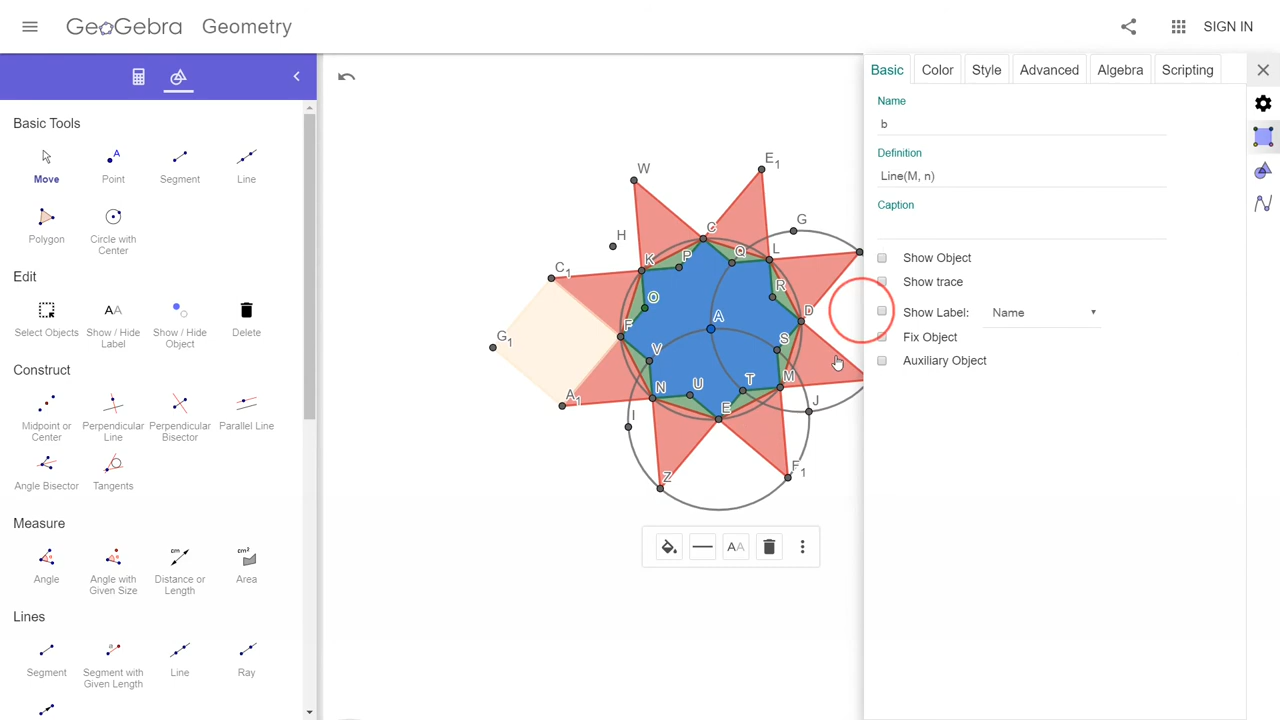 GeoGebra Geometry
SIGN IN
Basic Tools
Move
Point
Segment
Line
Polygon
Circle with
Center
Edit
Select Objects
Show / Hide
Label
Show / Hide
Object
Delete
Construct
Midpoint or
Center
Perpendicular
Line
Perpendicular
Bisector
Parallel Line
Angle Bisector
Tangents
Measure
cm
cm²
Angle
Angle with
Given Size
Distance or
Length
Area
Lines
Segment
Segment with
Given Length
Line
Ray
W
E₁
H
C
G
K
P
Q
L
C₁
O
R
F
A
D
G₁
V
S
A₁
N
U
T
M
I
E
J
Z
F₁
AA
Basic
Color
Style
Advanced
Algebra
Scripting
Name
b
Definition
Line(M, n)
Caption
Show Object
Show trace
Show Label: Name
Fix Object
Auxiliary Object